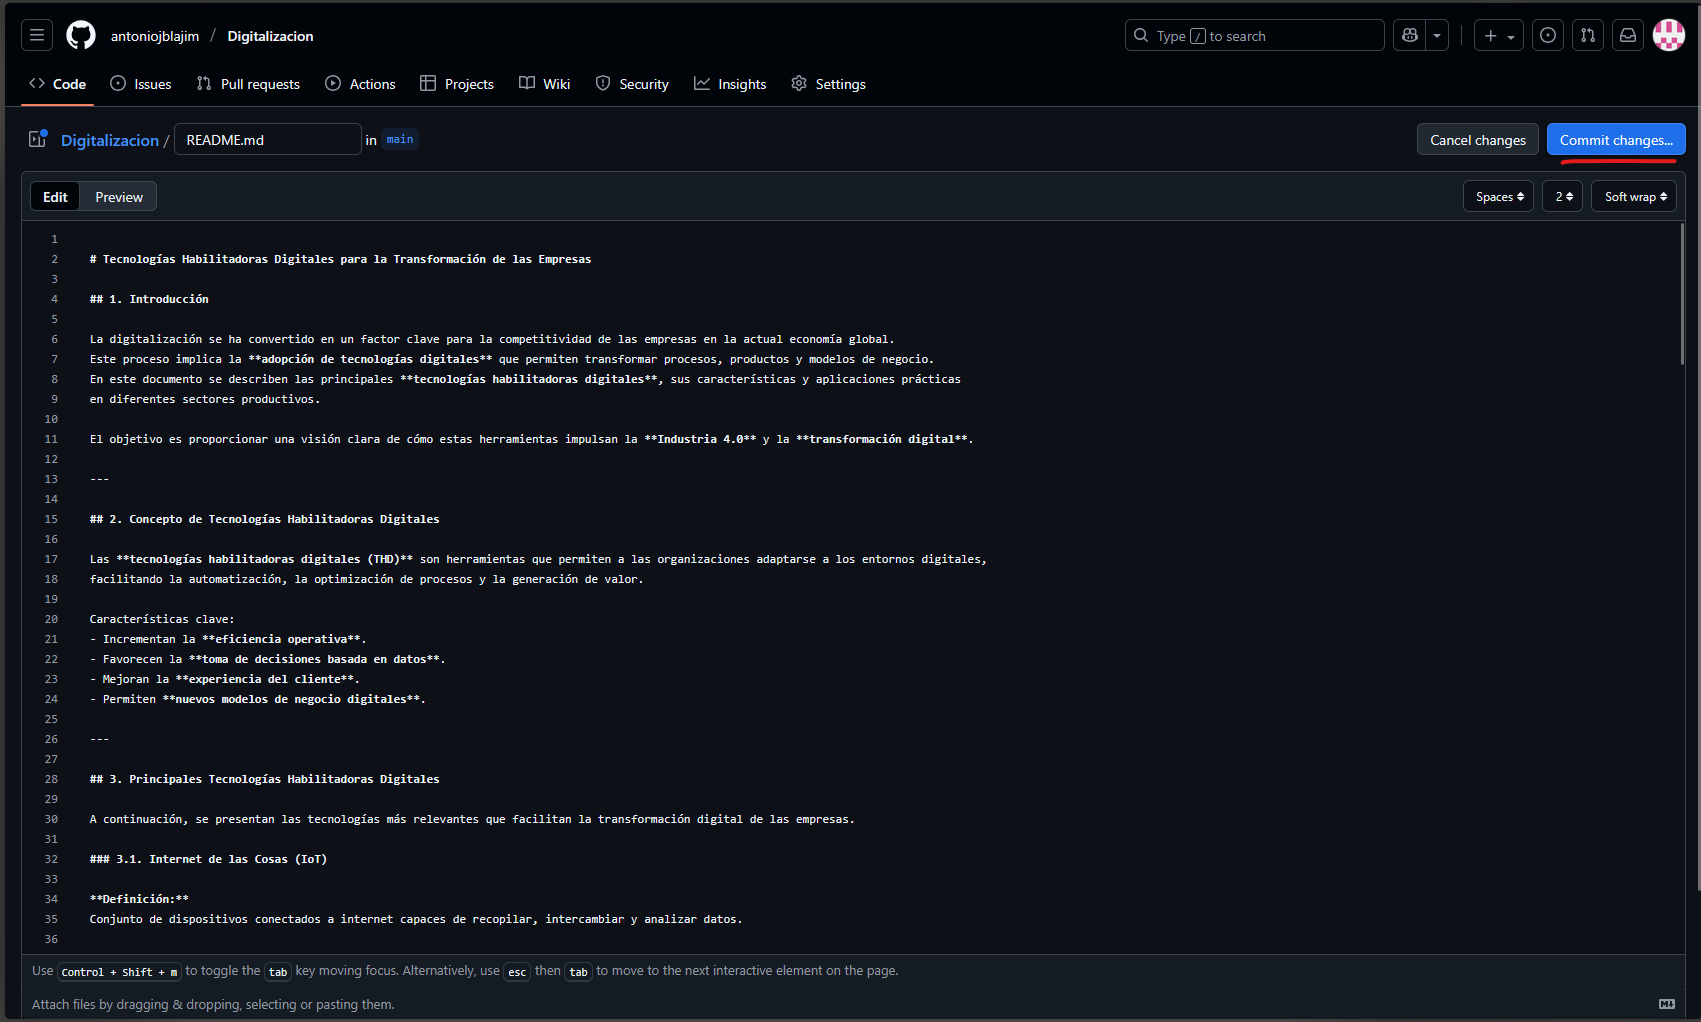 antoniojblajim / Digitalizacion
Type / to search
Code
Issues
Pull requests
Actions
Projects
Wiki
Security
Insights
Settings
Digitalizacion / README.md in main
Cancel changes
Commit changes...
Edit
Preview
Spaces
2
Soft wrap
1
2 # Tecnologías Habilitadoras Digitales para la Transformación de las Empresas
3
4 ## 1. Introducción
5
6 La digitalización se ha convertido en un factor clave para la competitividad de las empresas en la actual economía global.
7 Este proceso implica la **adopción de tecnologías digitales** que permiten transformar procesos, productos y modelos de negocio.
8 En este documento se describen las principales **tecnologías habilitadoras digitales**, sus características y aplicaciones prácticas
9 en diferentes sectores productivos.
10
11 El objetivo es proporcionar una visión clara de cómo estas herramientas impulsan la **Industria 4.0** y la **transformación digital**.
12
13 ---
14
15 ## 2. Concepto de Tecnologías Habilitadoras Digitales
16
17 Las **tecnologías habilitadoras digitales (THD)** son herramientas que permiten a las organizaciones adaptarse a los entornos digitales,
18 facilitando la automatización, la optimización de procesos y la generación de valor.
19
20 Características clave:
21 - Incrementan la **eficiencia operativa**.
22 - Favorecen la **toma de decisiones basada en datos**.
23 - Mejoran la **experiencia del cliente**.
24 - Permiten **nuevos modelos de negocio digitales**.
25
26 ---
27
28 ## 3. Principales Tecnologías Habilitadoras Digitales
29
30 A continuación, se presentan las tecnologías más relevantes que facilitan la transformación digital de las empresas.
31
32 ### 3.1. Internet de las Cosas (IoT)
33
34 **Definición:**
35 Conjunto de dispositivos conectados a internet capaces de recopilar, intercambiar y analizar datos.
36
Use Control + Shift + m to toggle the tab key moving focus. Alternatively, use esc then tab to move to the next interactive element on the page.
Attach files by dragging & dropping, selecting or pasting them.